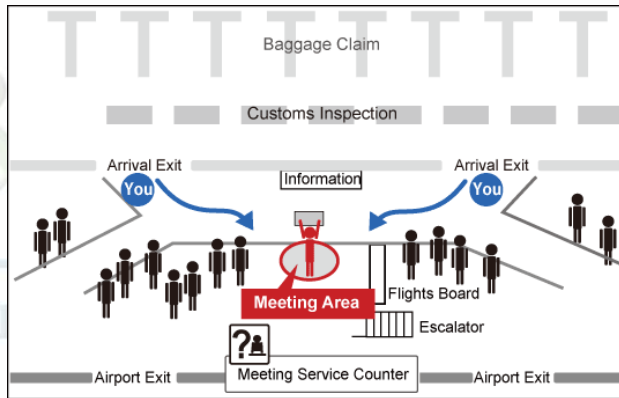 Baggage Claim
Customs Inspection
Arrival Exit
Arrival Exit
You
Information
You
Meeting Area
Flights Board
Escalator
?
Airport Exit
Meeting Service Counter
Airport Exit